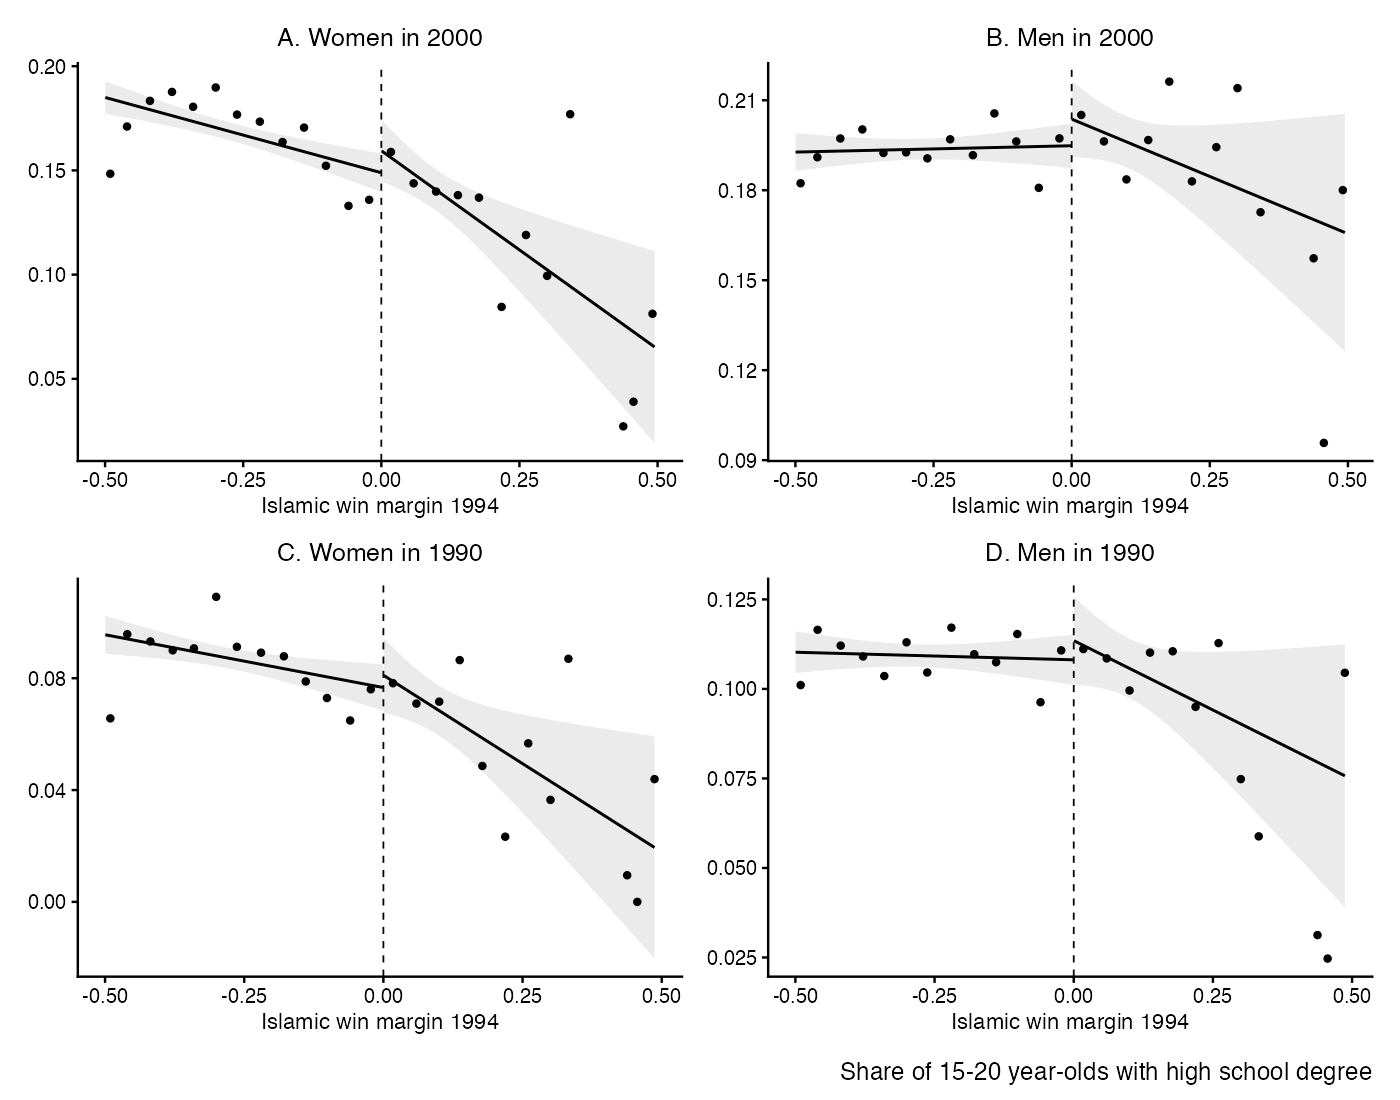 A. Women in 2000
0.20
0.15
0.10
0.05
-0.50 -0.25 0.00 0.25 0.50
Islamic win margin 1994
B. Men in 2000
0.21
0.18
0.15
0.12
0.09
-0.50 -0.25 0.00 0.25 0.50
Islamic win margin 1994
C. Women in 1990
0.08
0.04
0.00
-0.50 -0.25 0.00 0.25 0.50
Islamic win margin 1994
D. Men in 1990
0.125
0.100
0.075
0.050
0.025
-0.50 -0.25 0.00 0.25 0.50
Islamic win margin 1994
Share of 15-20 year-olds with high school degree